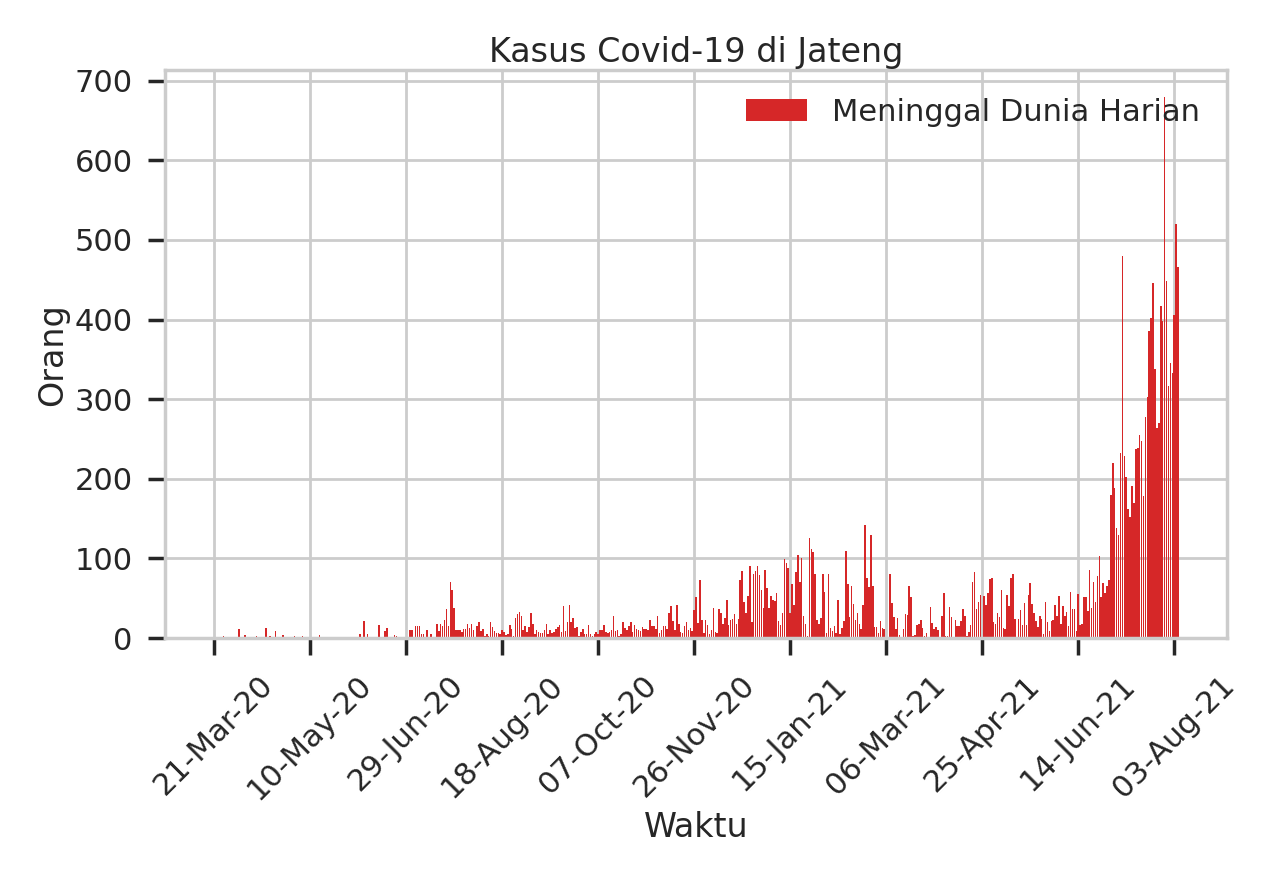 Kasus Covid-19 di Jateng
Meninggal Dunia Harian
Orang
700
600
500
400
300
200
100
0
21-Mar-20
10-May-20
29-Jun-20
18-Aug-20
07-Oct-20
26-Nov-20
15-Jan-21
06-Mar-21
25-Apr-21
14-Jun-21
03-Aug-21
Waktu